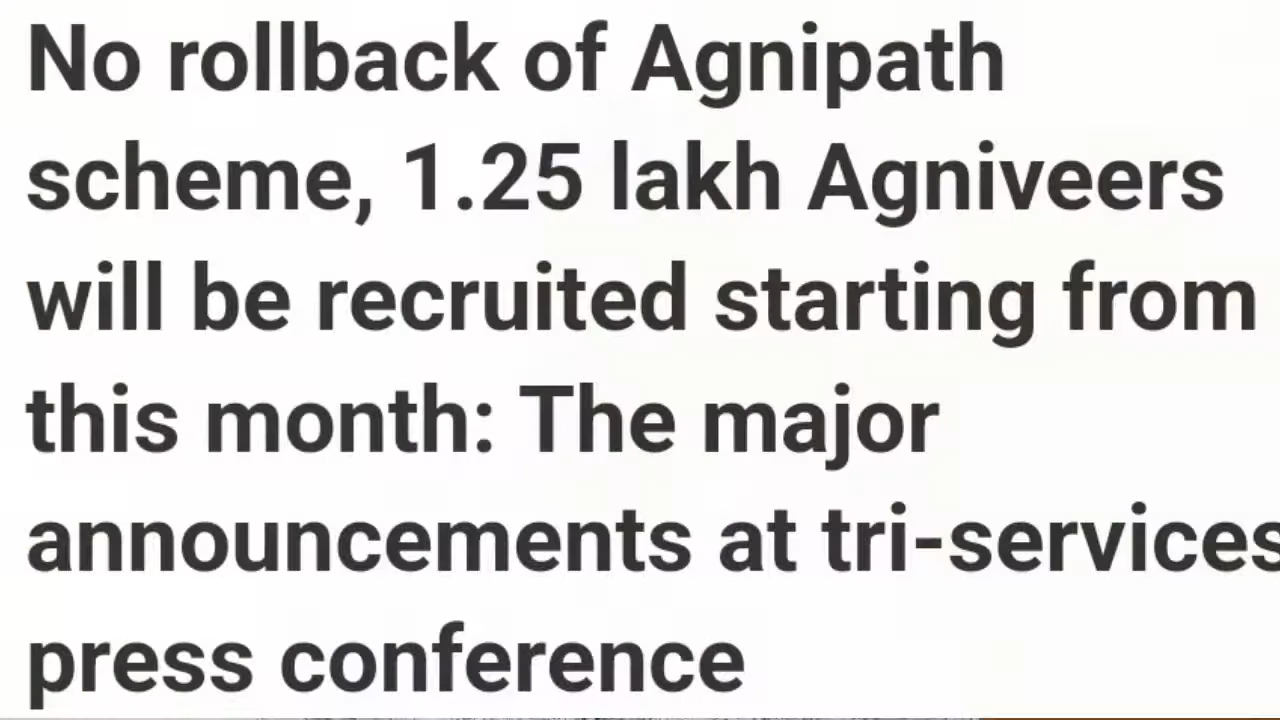 No rollback of Agnipath
scheme, 1.25 lakh Agniveers
will be recruited starting from
this month: The major
announcements at tri-services
press conference